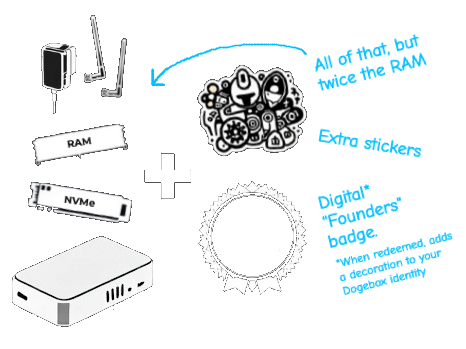 All of that, but
twice the RAM
RAM
Extra stickers
NVMe
Digital*
"Founders"
badge.
*When redeemed, adds
a decoration to your
Dogebox identity